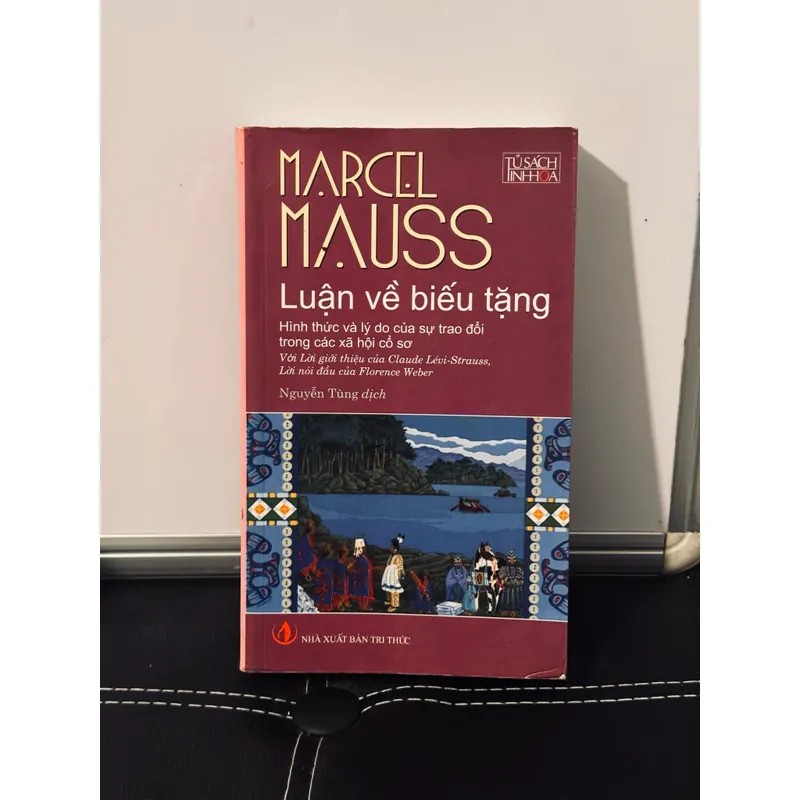 MARCEL
MAUSS
TỦ SÁCH
TINH HOA
Luận về biếu tặng
Hình thức và lý do của sự trao đổi
trong các xã hội cổ sơ
Với Lời giới thiệu của Claude Lévi-Strauss,
Lời nói đầu của Florence Weber
Nguyễn Tùng dịch
NHÀ XUẤT BẢN TRI THỨC